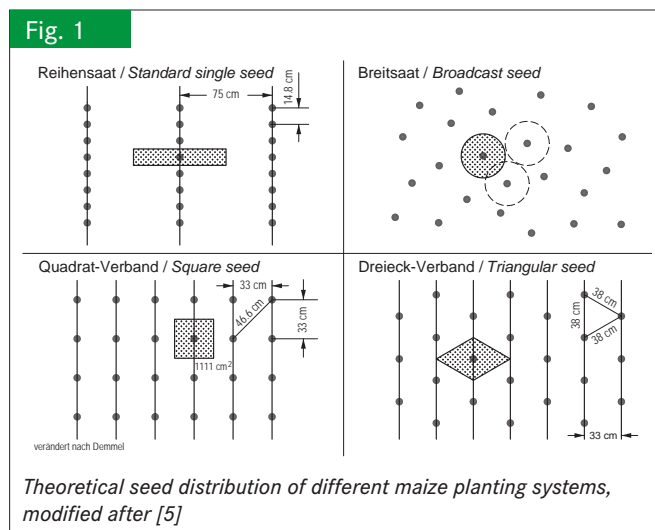 Fig. 1
Reihensaat / Standard single seed
75 cm
14.8 cm
Breitsaat / Broadcast seed
Quadrat-Verband / Square seed
33 cm
46.6 cm
33 cm
1111 cm²
verändert nach Demmel
Dreieck-Verband / Triangular seed
38 cm
38 cm
38 cm
33 cm
Theoretical seed distribution of different maize planting systems,
modified after [5]